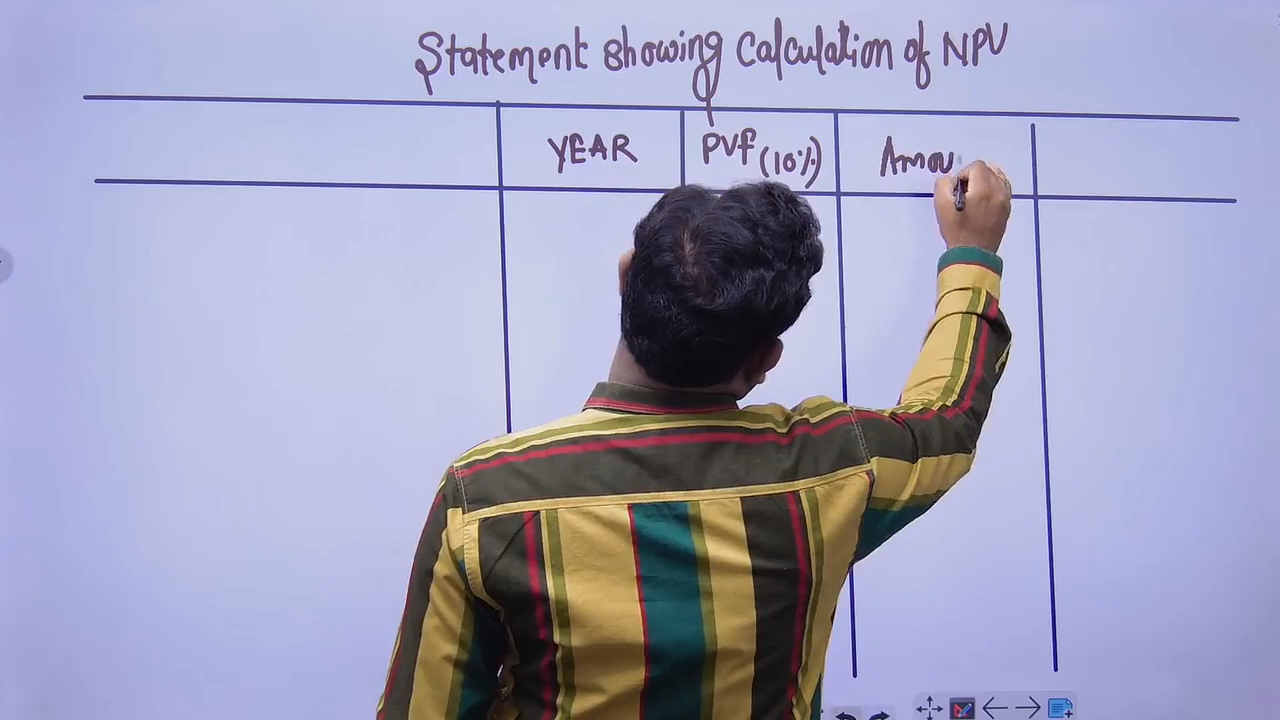 Statement showing Calculation of NPV
YEAR PVf (10%) Amou